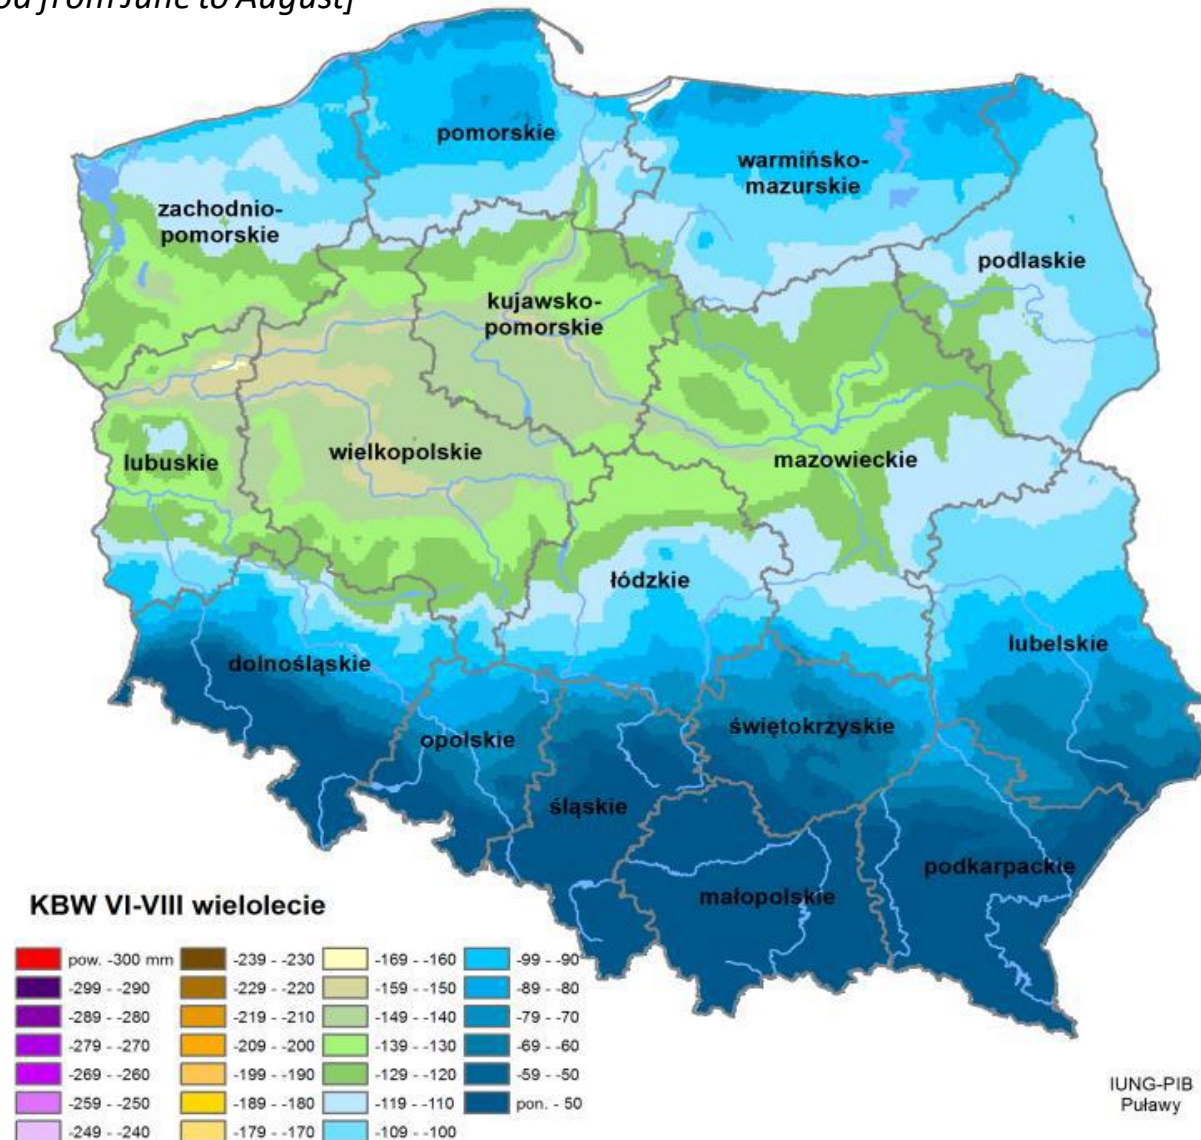 od from June to August]
pomorskie
warmińsko-
mazurskie
zachodnio-
pomorskie
podlaskie
kujawsko-
pomorskie
lubuskie
wielkopolskie
mazowieckie
łódzkie
lubelskie
dolnośląskie
opolskie
świętokrzyskie
śląskie
podkarpackie
małopolskie
KBW VI-VIII wielolecie
pow. -300 mm
-299 - -290
-289 - -280
-279 - -270
-269 - -260
-259 - -250
-249 - -240
-239 - -230
-229 - -220
-219 - -210
-209 - -200
-199 - -190
-189 - -180
-179 - -170
-169 - -160
-159 - -150
-149 - -140
-139 - -130
-129 - -120
-119 - -110
-109 - -100
-99 - -90
-89 - -80
-79 - -70
-69 - -60
-59 - -50
pon. - 50
IUNG-PIB
Puławy